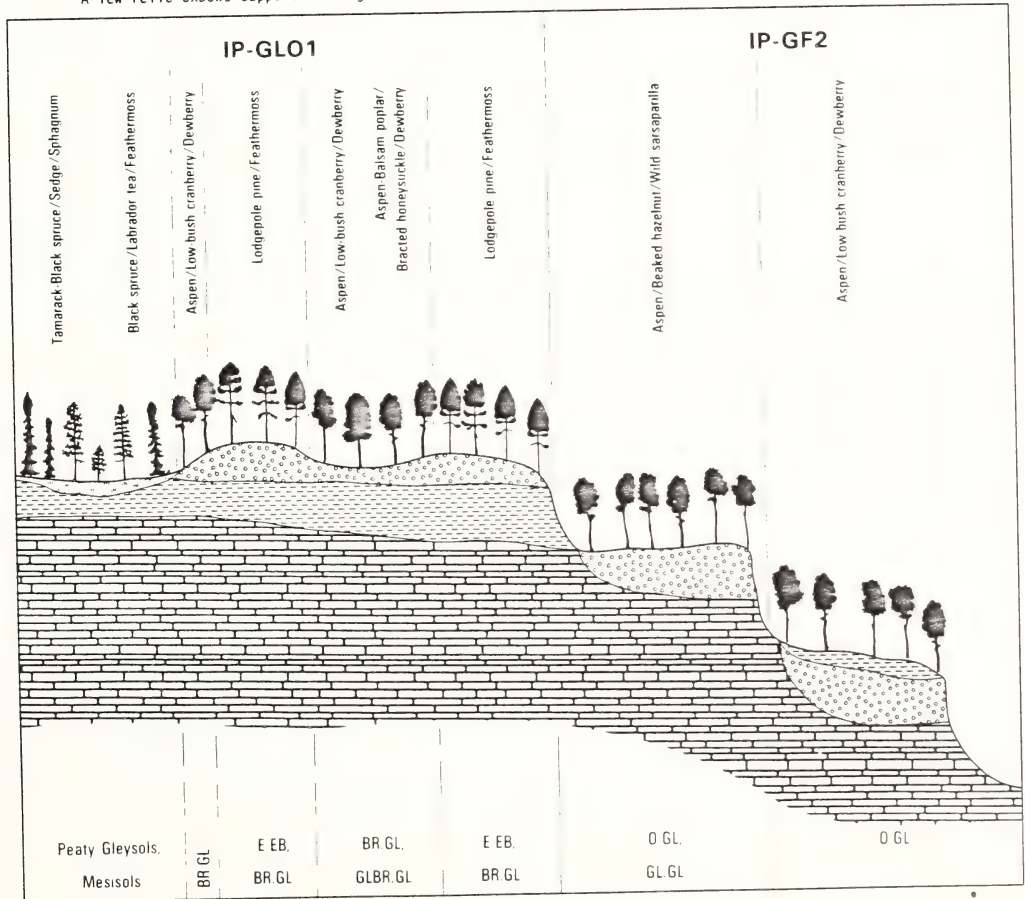 IP-GLO1
IP-GF2
Tamarack-Black spruce/Sedge/Sphagnum
Black spruce/Labrador tea/Feathermoss
Aspen/Low-bush cranberry/Dewberry
Lodgepole pine/Feathermoss
Aspen/Low-bush cranberry/Dewberry
Aspen-Balsam poplar/
Bracted honeysuckle/Dewberry
Lodgepole pine/Feathermoss
Aspen/Beaked hazelnut/Wild sarsaparilla
Aspen/Low bush cranberry/Dewberry
Peaty Gleysols,
Mesisols
BR.GL
E.EB,
BR.GL
BR.GL,
GLBR.GL
E.EB,
BR.GL
O GL,
GL.GL
O GL